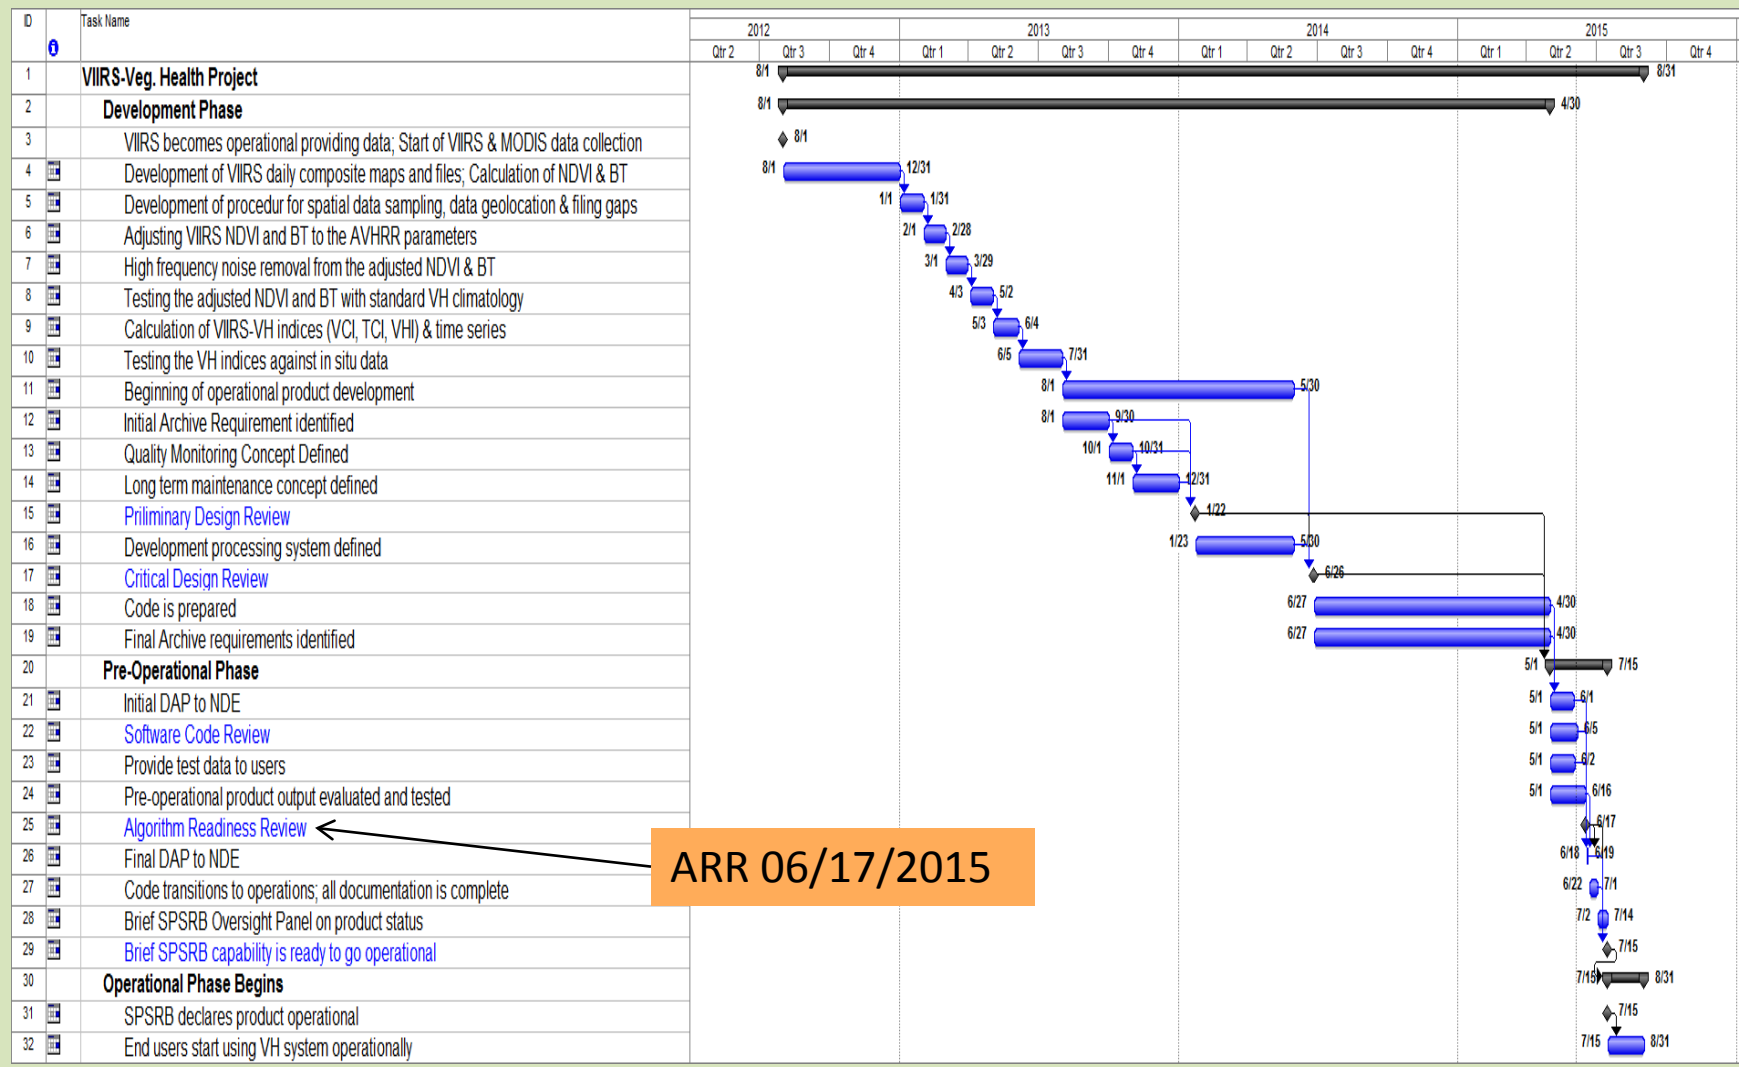 ID Task Name
2012 2013 2014 2015
Qtr 2 Qtr 3 Qtr 4 Qtr 1 Qtr 2 Qtr 3 Qtr 4 Qtr 1 Qtr 2 Qtr 3 Qtr 4 Qtr 1 Qtr 2 Qtr 3 Qtr 4
1 VIIRS-Veg. Health Project 8/1 8/31
2 Development Phase 8/1 4/30
3 VIIRS becomes operational providing data; Start of VIIRS & MODIS data collection 8/1
4 Development of VIIRS daily composite maps and files; Calculation of NDVI & BT 8/1 12/31
5 Development of procedur for spatial data sampling, data geolocation & filing gaps 1/1 1/31
6 Adjusting VIIRS NDVI and BT to the AVHRR parameters 2/1 2/28
7 High frequency noise removal from the adjusted NDVI & BT 3/1 3/29
8 Testing the adjusted NDVI and BT with standard VH climatology 4/3 5/2
9 Calculation of VIIRS-VH indices (VCI, TCI, VHI) & time series 5/3 6/4
10 Testing the VH indices against in situ data 6/5 7/31
11 Beginning of operational product development 8/1 5/30
12 Initial Archive Requirement identified 8/1 9/30
13 Quality Monitoring Concept Defined 10/1 10/31
14 Long term maintenance concept defined 11/1 12/31
15 Priliminary Design Review 1/22
16 Development processing system defined 1/23 5/30
17 Critical Design Review 6/26
18 Code is prepared 6/27 4/30
19 Final Archive requirements identified 6/27 4/30
20 Pre-Operational Phase 5/1 7/15
21 Initial DAP to NDE 5/1 6/1
22 Software Code Review 5/1 6/5
23 Provide test data to users 5/1 6/2
24 Pre-operational product output evaluated and tested 5/1 6/16
25 Algorithm Readiness Review 6/17
ARR 06/17/2015
26 Final DAP to NDE 6/18 6/19
27 Code transitions to operations; all documentation is complete 6/22 7/1
28 Brief SPSRB Oversight Panel on product status 7/2 7/14
29 Brief SPSRB capability is ready to go operational 7/15
30 Operational Phase Begins 7/15 8/31
31 SPSRB declares product operational 7/15
32 End users start using VH system operationally 7/15 8/31